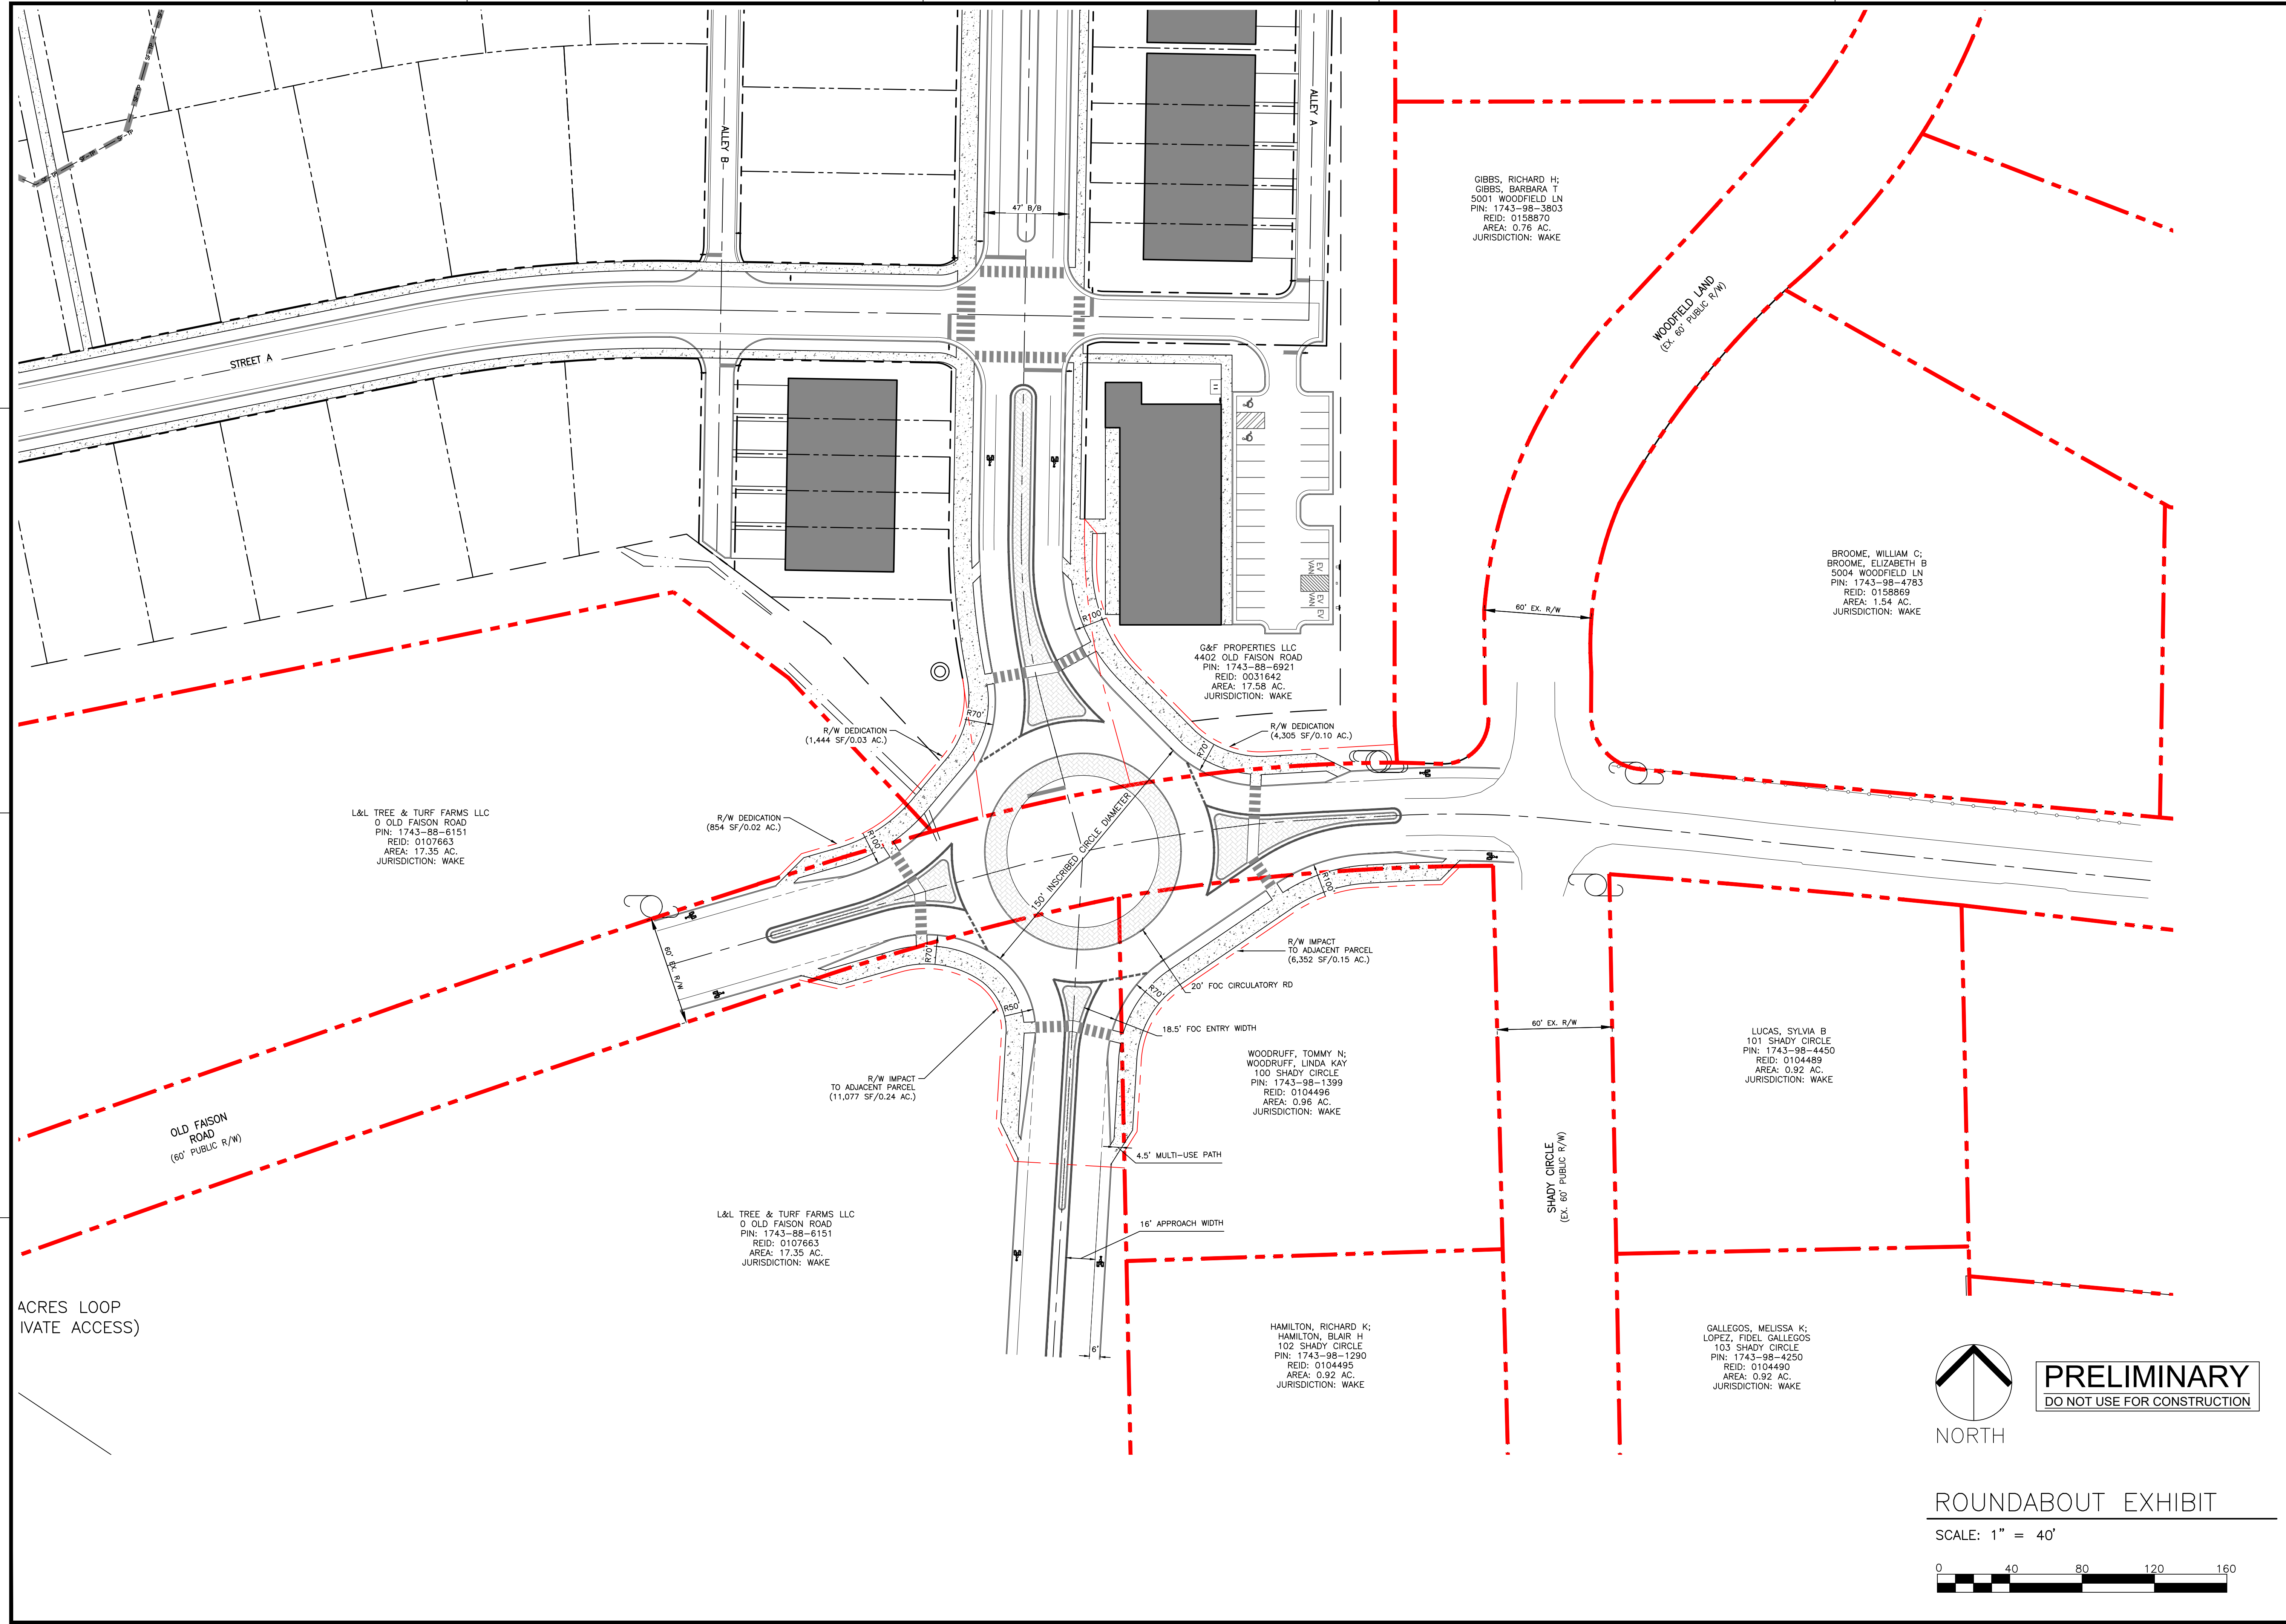 ALLEY B
ALLEY A
47' B/B
STREET A
GIBBS, RICHARD H;
GIBBS, BARBARA T
5001 WOODFIELD LN
PIN: 1743-98-3803
REID: 0158870
AREA: 0.76 AC.
JURISDICTION: WAKE
WOODFIELD LAND
(EX. 60' PUBLIC R/W)
BROOME, WILLIAM C;
BROOME, ELIZABETH B
5004 WOODFIELD LN
PIN: 1743-98-4783
REID: 0158869
AREA: 1.54 AC.
JURISDICTION: WAKE
EV
VAN
EV
VAN
EV
60' EX. R/W
R100'
G&F PROPERTIES LLC
4402 OLD FAISON ROAD
PIN: 1743-88-6921
REID: 0031642
AREA: 17.58 AC.
JURISDICTION: WAKE
R70'
R/W DEDICATION
(1,444 SF/0.03 AC.)
R/W DEDICATION
(4,305 SF/0.10 AC.)
R70'
L&L TREE & TURF FARMS LLC
0 OLD FAISON ROAD
PIN: 1743-88-6151
REID: 0107663
AREA: 17.35 AC.
JURISDICTION: WAKE
R/W DEDICATION
(854 SF/0.02 AC.)
R100'
150' INSCRIBED CIRCLE DIAMETER
R100'
60' EX. R/W
R70'
R/W IMPACT
TO ADJACENT PARCEL
(6,352 SF/0.15 AC.)
R70'
20' FOC CIRCULATORY RD
R50'
18.5' FOC ENTRY WIDTH
60' EX. R/W
WOODRUFF, TOMMY N;
WOODRUFF, LINDA KAY
100 SHADY CIRCLE
PIN: 1743-98-1399
REID: 0104496
AREA: 0.96 AC.
JURISDICTION: WAKE
LUCAS, SYLVIA B
101 SHADY CIRCLE
PIN: 1743-98-4450
REID: 0104489
AREA: 0.92 AC.
JURISDICTION: WAKE
R/W IMPACT
TO ADJACENT PARCEL
(11,077 SF/0.24 AC.)
OLD FAISON
ROAD
(60' PUBLIC R/W)
4.5' MULTI-USE PATH
SHADY CIRCLE
(EX. 60' PUBLIC R/W)
L&L TREE & TURF FARMS LLC
0 OLD FAISON ROAD
PIN: 1743-88-6151
REID: 0107663
AREA: 17.35 AC.
JURISDICTION: WAKE
16' APPROACH WIDTH
6'
ACRES LOOP
IVATE ACCESS)
HAMILTON, RICHARD K;
HAMILTON, BLAIR H
102 SHADY CIRCLE
PIN: 1743-98-1290
REID: 0104495
AREA: 0.92 AC.
JURISDICTION: WAKE
GALLEGOS, MELISSA K;
LOPEZ, FIDEL GALLEGOS
103 SHADY CIRCLE
PIN: 1743-98-4250
REID: 0104490
AREA: 0.92 AC.
JURISDICTION: WAKE
NORTH
PRELIMINARY
DO NOT USE FOR CONSTRUCTION
ROUNDABOUT EXHIBIT
SCALE: 1" = 40'
0 40 80 120 160